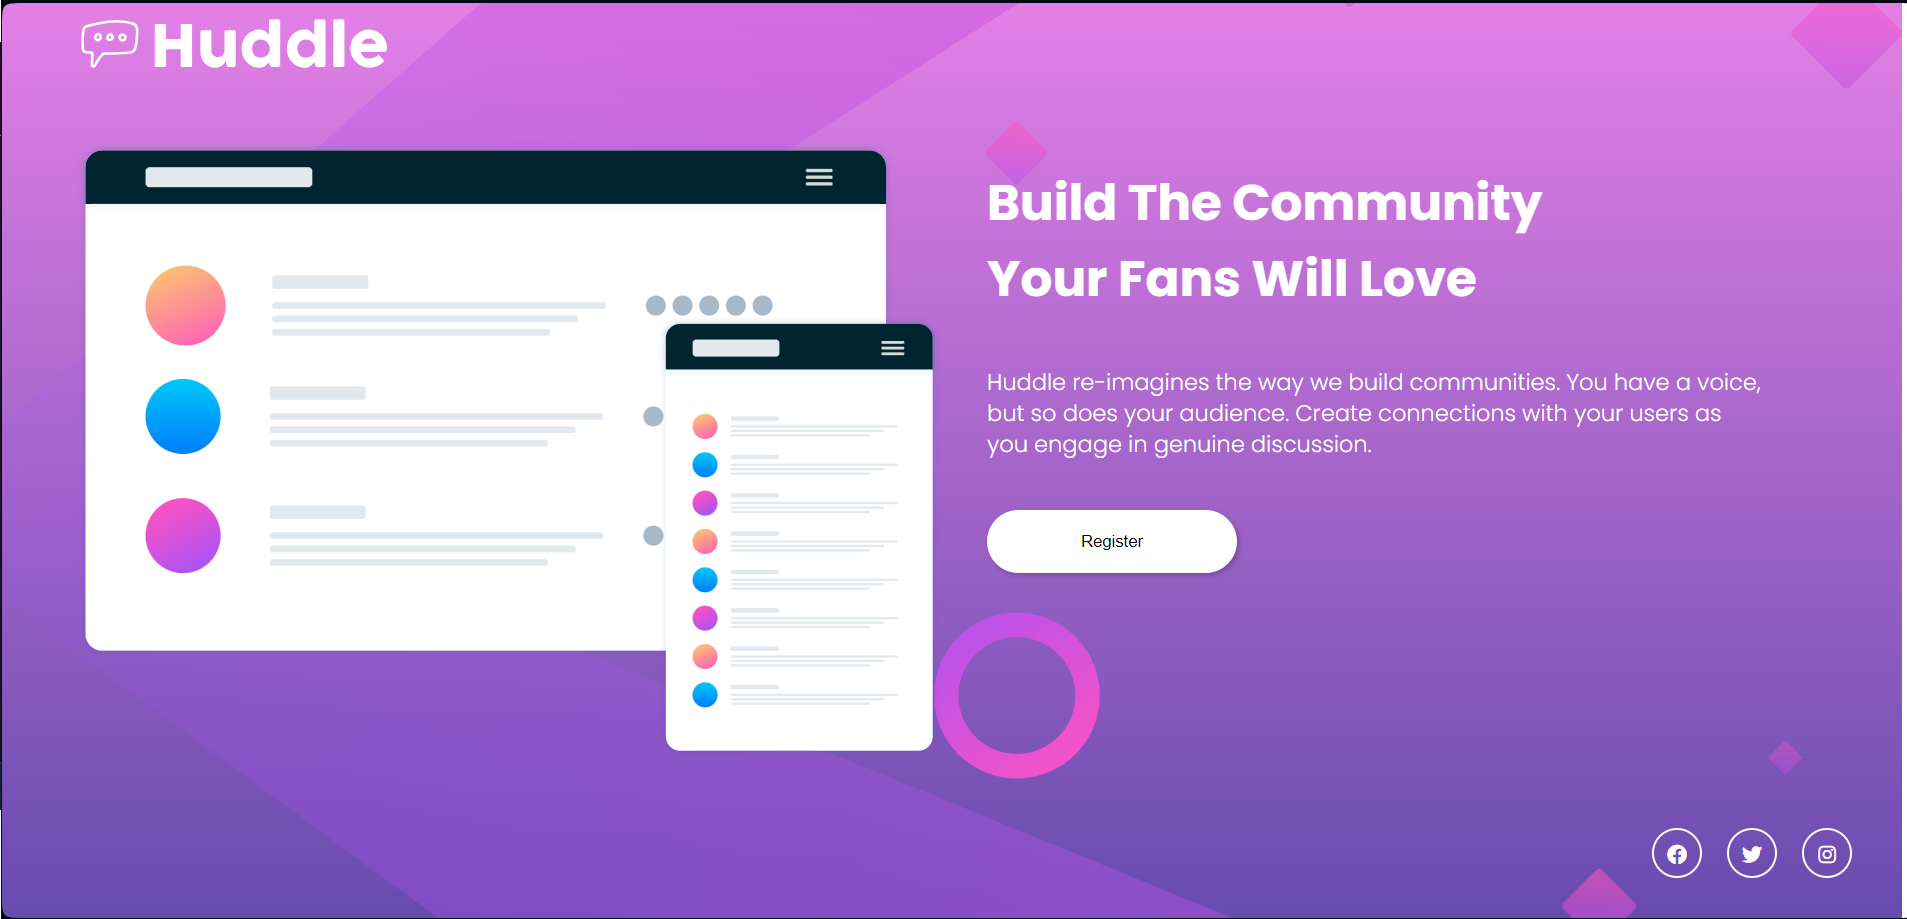 Huddle
Build The Community
Your Fans Will Love
Huddle re-imagines the way we build communities. You have a voice,
but so does your audience. Create connections with your users as
you engage in genuine discussion.
Register